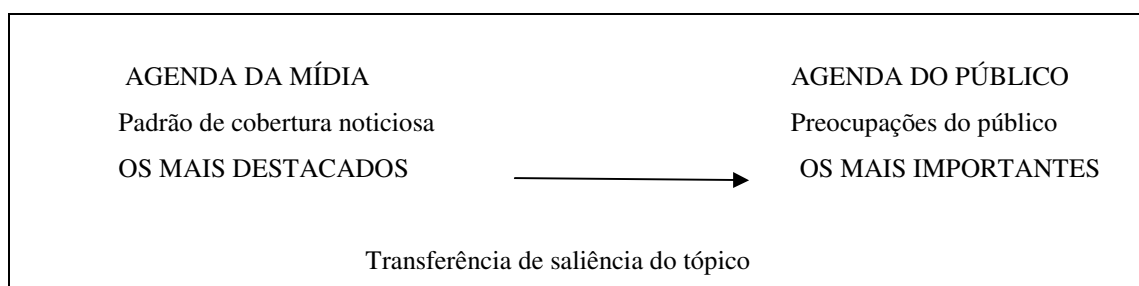 AGENDA DA MÍDIA AGENDA DO PÚBLICO
Padrão de cobertura noticiosa Preocupações do público
OS MAIS DESTACADOS OS MAIS IMPORTANTES
Transferência de saliência do tópico